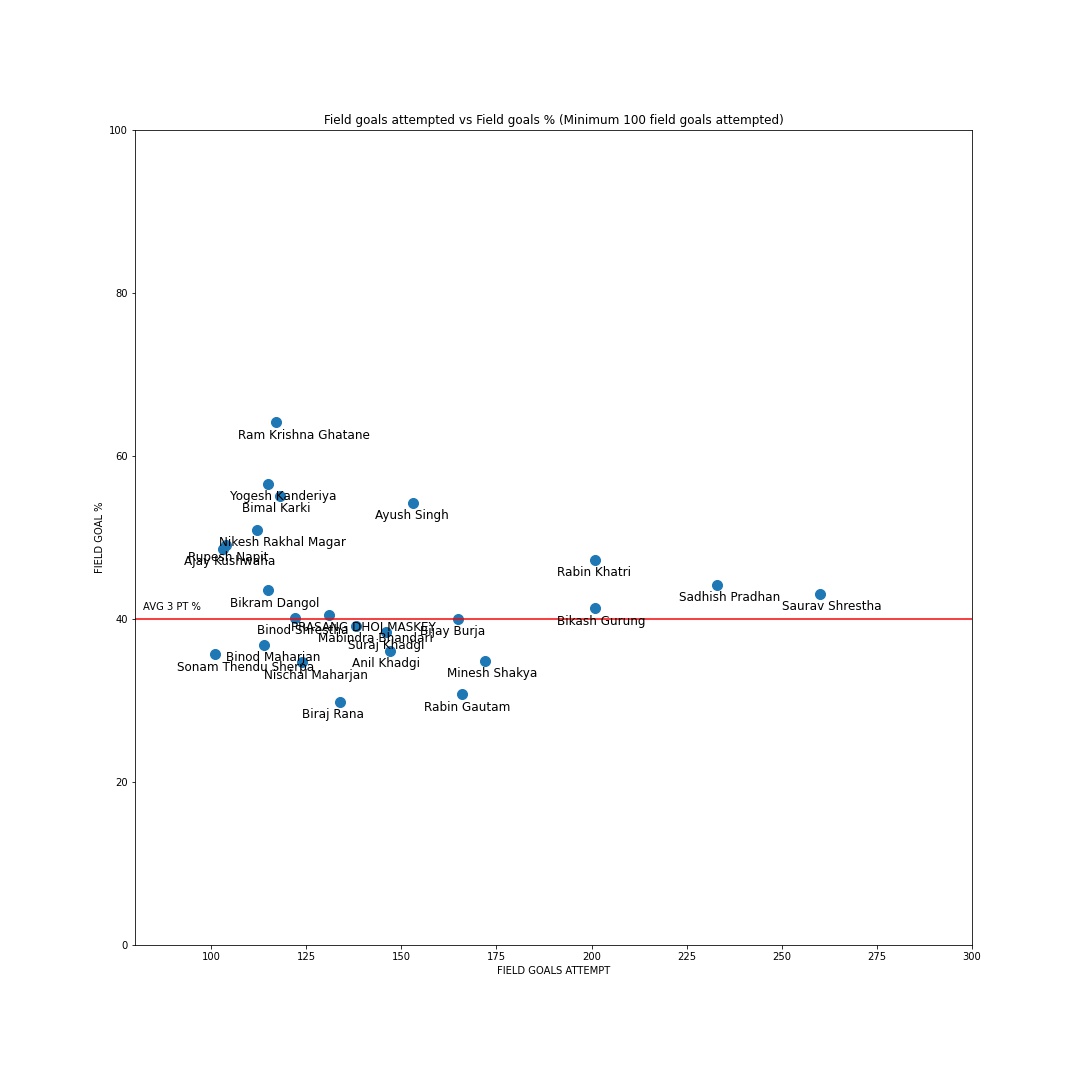 Field goals attempted vs Field goals % (Minimum 100 field goals attempted)
100
80
60
40
20
0
FIELD GOAL %
Ram Krishna Ghatane
Yogesh Kanderiya
Bimal Karki
Ayush Singh
Nikesh Rakhal Magar
Rupesh Napit
Ajay Kushwaha
Rabin Khatri
Sadhish Pradhan
Saurav Shrestha
Bikram Dangol
AVG 3 PT %
Bikash Gurung
PRASANG DHOJ MASKEY
Binod Shrestha
Bijay Burja
Mabindra Bhandari
Suraj Khadgi
Binod Maharjan
Anil Khadgi
Sonam Thendu Sherpa
Nischal Maharjan
Minesh Shakya
Rabin Gautam
Biraj Rana
100
125
150
175
200
225
250
275
300
FIELD GOALS ATTEMPT